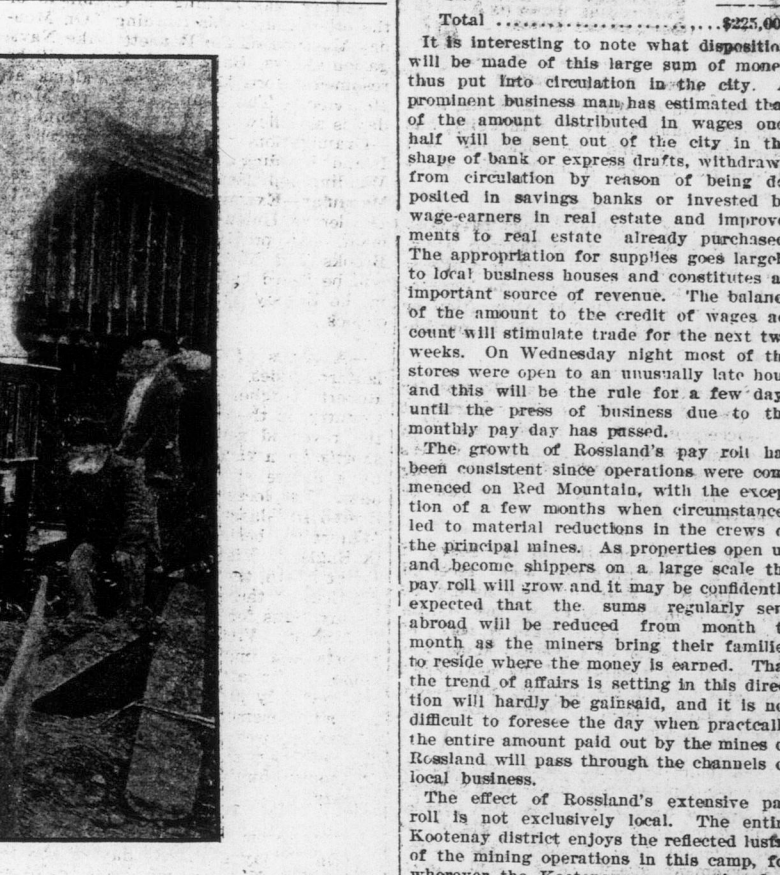 Total ........................$225,00
It is interesting to note what dispositio
will be made of this large sum of mone
thus put into circulation in the city.
prominent business man has estimated tha
of the amount distributed in wages one
half will be sent out of the city in th
shape of bank or express drafts, withdraw
from circulation by reason of being de
posited in savings banks or invested b
wage-earners in real estate and improve
ments to real estate already purchased
The appropriation for supplies goes largel
to local business houses and constitutes a
important source of revenue. The balanc
of the amount to the credit of wages ac
count will stimulate trade for the next tw
weeks. On Wednesday night most of th
stores were open to an unusually late hou
and this will be the rule for a few day
until the press of business due to th
monthly pay day has passed.
The growth of Rossland's pay roll ha
been consistent since operations were com
menced on Red Mountain, with the excep
tion of a few months when circumstance
led to material reductions in the crews o
the principal mines. As properties open u
and become shippers on a large scale th
pay roll will grow and it may be confidentl
expected that the sums regularly sen
abroad will be reduced from month t
month as the miners bring their familie
to reside where the money is earned. Tha
the trend of affairs is setting in this direc
tion will hardly be gainsaid, and it is no
difficult to foresee the day when practcall
the entire amount paid out by the mines o
Rossland will pass through the channels o
local business.
The effect of Rossland's extensive pa
roll is not exclusively local. The entir
Kootenay district enjoys the reflected lustr
of the mining operations in this camp, fo